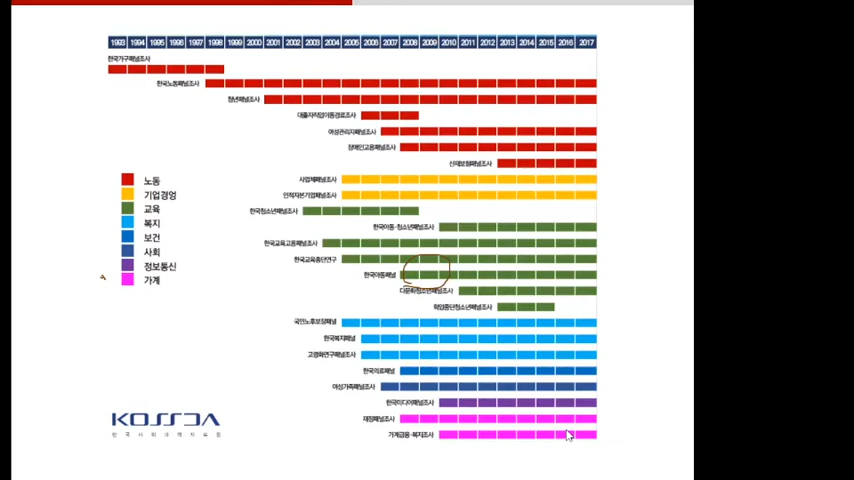 1993 1994 1995 1996 1997 1998 1999 2000 2001 2002 2003 2004 2005 2006 2007 2008 2009 2010 2011 2012 2013 2014 2015 2016 2017
한국가구패널조사
한국노동패널조사
청년패널조사
대졸자직업이동경로조사
여성관리자패널조사
장애인고용패널조사
산재보험패널조사
노동
기업경영
교육
복지
보건
사회
정보통신
가계
사업체패널조사
인적자본기업패널조사
한국청소년패널조사
한국아동·청소년패널조사
한국교육고용패널조사
한국교육종단연구
한국아동패널
다문화청소년패널조사
학업중단청소년패널조사
국민노후보장패널
한국복지패널
고령화연구패널조사
한국의료패널
여성가족패널조사
한국미디어패널조사
재정패널조사
가계금융·복지조사
KOSSDA
한국사회과학자료원